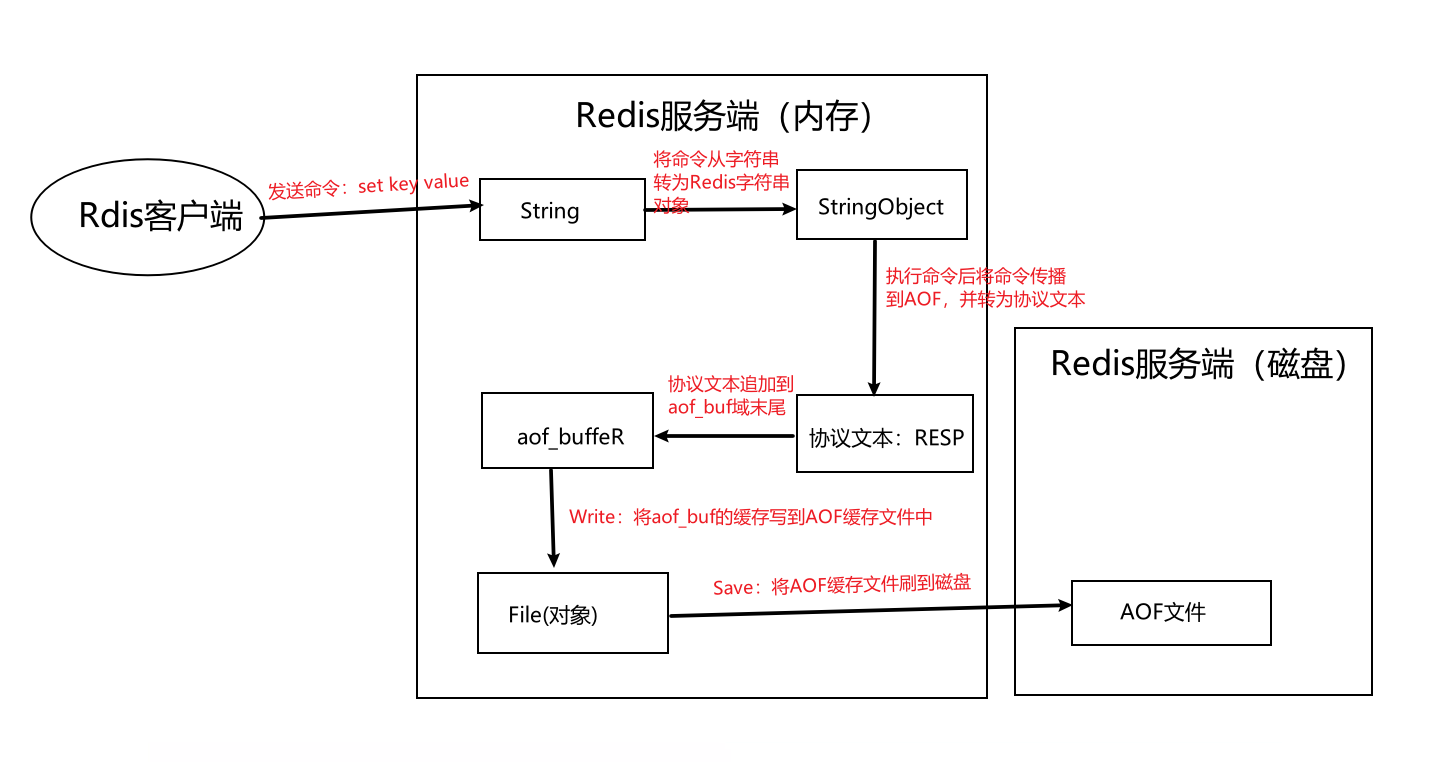 Redis服务端（内存）
Rdis客户端
发送命令：set key value
String
将命令从字符串
转为Redis字符串
对象
StringObject
执行命令后将命令传播
到AOF，并转为协议文本
Redis服务端（磁盘）
协议文本：RESP
协议文本追加到
aof_buf域末尾
aof_buffeR
Write：将aof_buf的缓存写到AOF缓存文件中
File(对象)
Save：将AOF缓存文件刷到磁盘
AOF文件